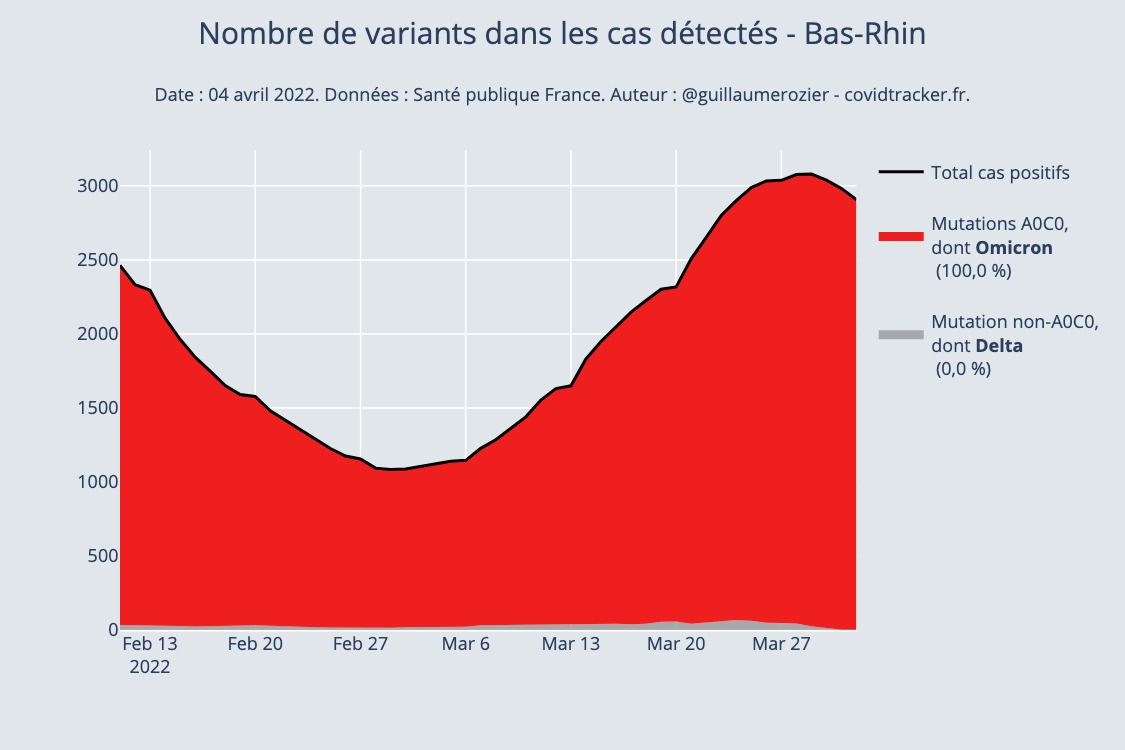 Nombre de variants dans les cas détectés - Bas-Rhin
Date : 04 avril 2022. Données : Santé publique France. Auteur : @guillaumerozier - covidtracker.fr.
3000
2500
2000
1500
1000
500
0
Feb 13
2022
Feb 20
Feb 27
Mar 6
Mar 13
Mar 20
Mar 27
Total cas positifs
Mutations A0C0,
dont Omicron
(100,0 %)
Mutation non-A0C0,
dont Delta
(0,0 %)